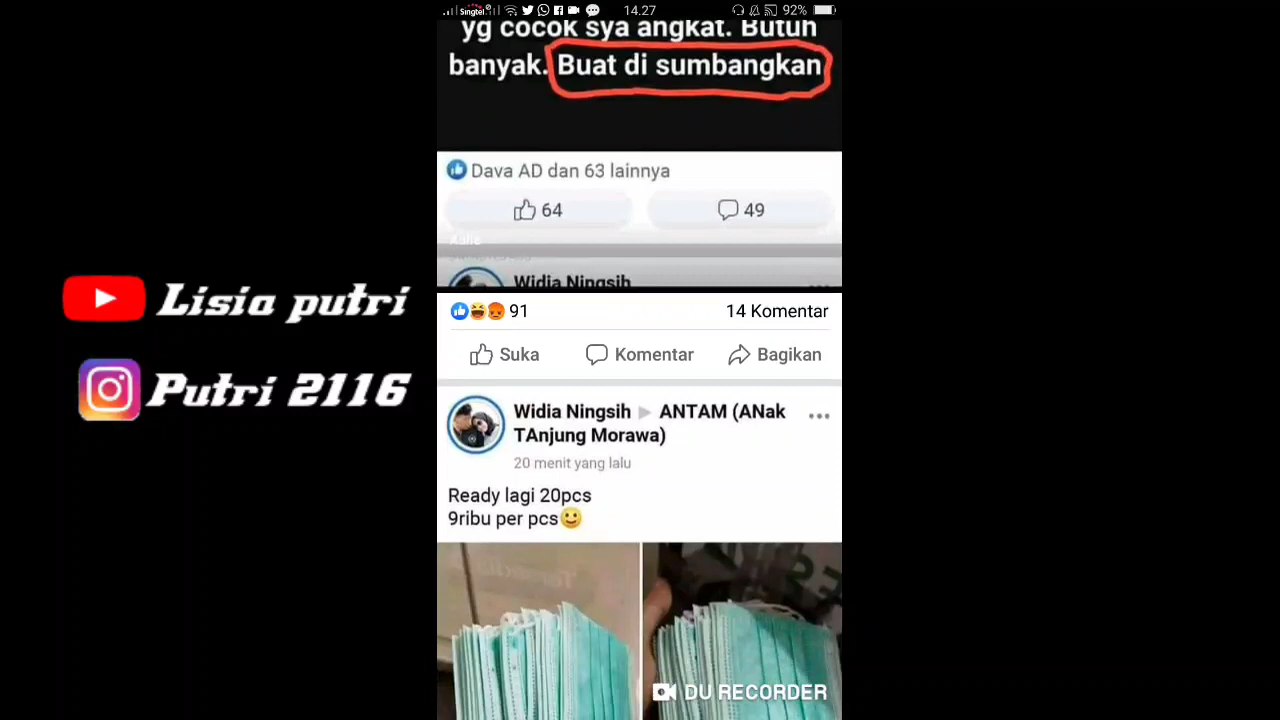 Singtel
14.27
92%
yg cocok sya angkat. Butuh
banyak. Buat di sumbangkan
Dava AD dan 63 lainnya
64
49
Widia Ningsih
91
14 Komentar
Suka
Komentar
Bagikan
Widia Ningsih ▶ ANTAM (ANak
TAnjung Morawa)
20 menit yang lalu
Ready lagi 20pcs
9ribu per pcs🙂
DU RECORDER
Lisia putri
Putri 2116